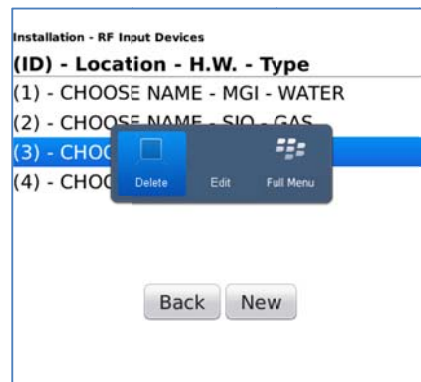 Installation - RF Input Devices
(ID) - Location - H.W. - Type
(1) - CHOOSE NAME - MGI - WATER
(2) - CHOOSE NAME - SIO - GAS
(3) - CHOO
(4) - CHOO
Delete Edit Full Menu
Back New